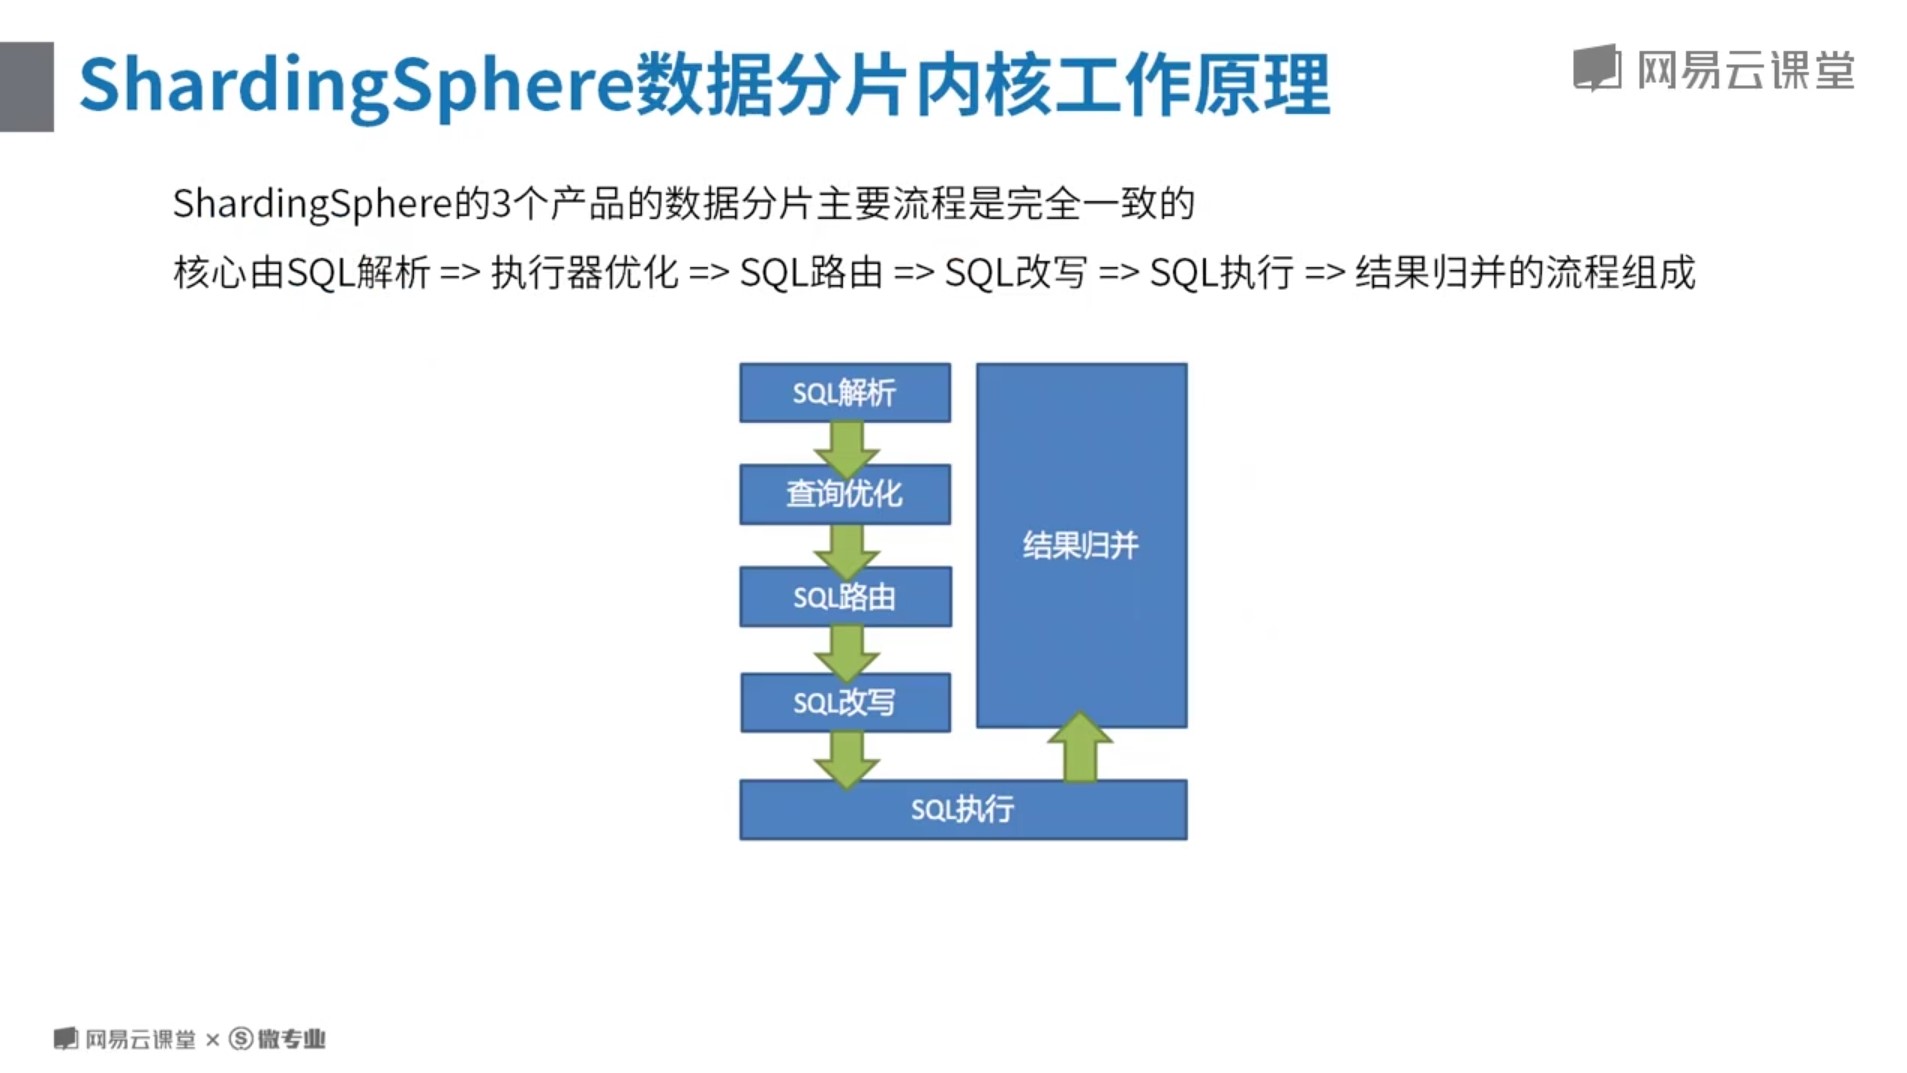 ShardingSphere数据分片内核工作原理
网易云课堂
ShardingSphere的3个产品的数据分片主要流程是完全一致的
核心由SQL解析 => 执行器优化 => SQL路由 => SQL改写 => SQL执行 => 结果归并的流程组成
SQL解析
查询优化
SQL路由
SQL改写
结果归并
SQL执行
网易云课堂 × Ⓢ微专业